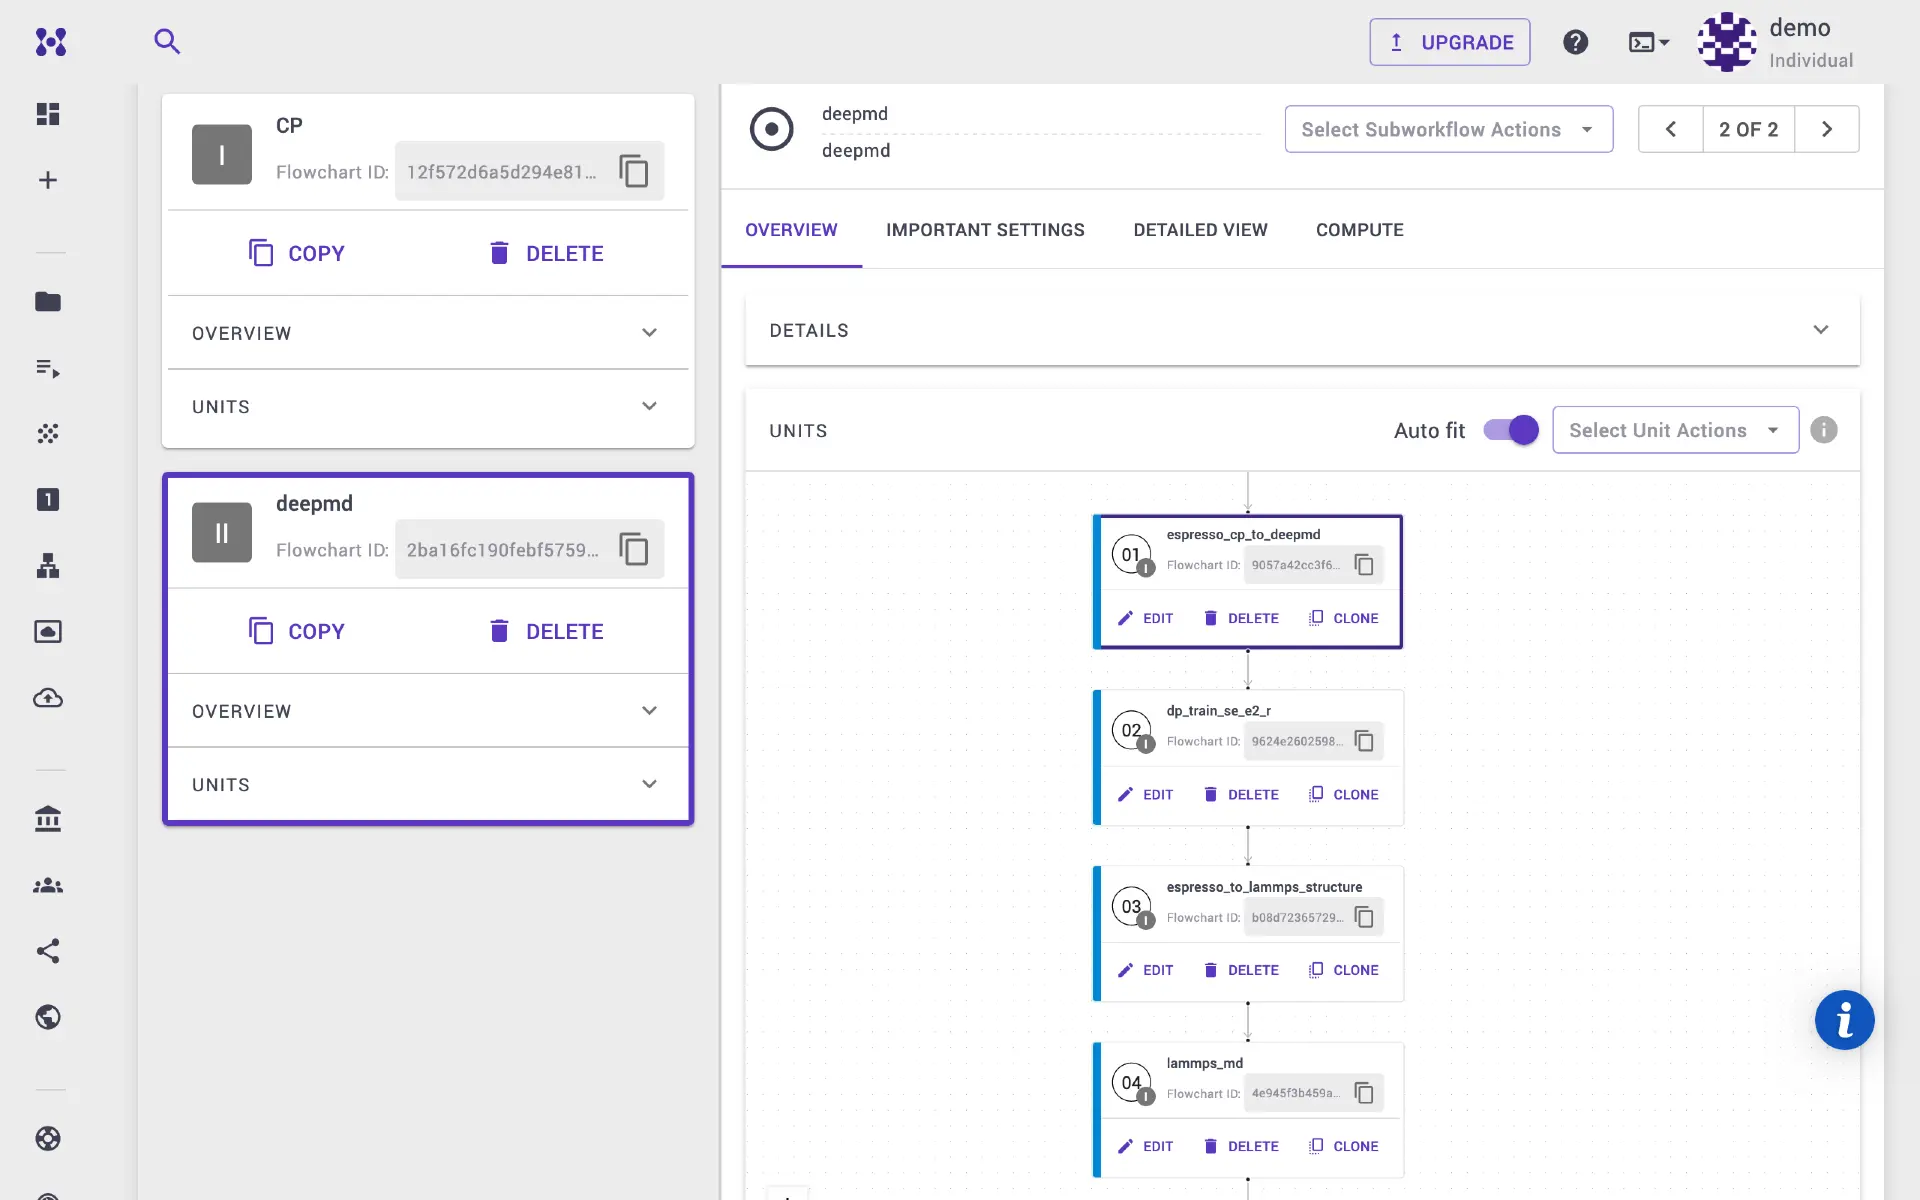 UPGRADE
demo
Individual
I
CP
Flowchart ID: 12f572d6a5d294e81...
COPY
DELETE
OVERVIEW
UNITS
II
deepmd
Flowchart ID: 2ba16fc190febf5759...
COPY
DELETE
OVERVIEW
UNITS
deepmd
deepmd
Select Subworkflow Actions
2 OF 2
OVERVIEW
IMPORTANT SETTINGS
DETAILED VIEW
COMPUTE
DETAILS
UNITS
Auto fit
Select Unit Actions
01
I
espresso_cp_to_deepmd
Flowchart ID: 9057a42cc3f6...
EDIT
DELETE
CLONE
02
I
dp_train_se_e2_r
Flowchart ID: 9624e2602598...
EDIT
DELETE
CLONE
03
I
espresso_to_lammps_structure
Flowchart ID: b08d72365729...
EDIT
DELETE
CLONE
04
I
lammps_md
Flowchart ID: 4e945f3b459a...
EDIT
DELETE
CLONE